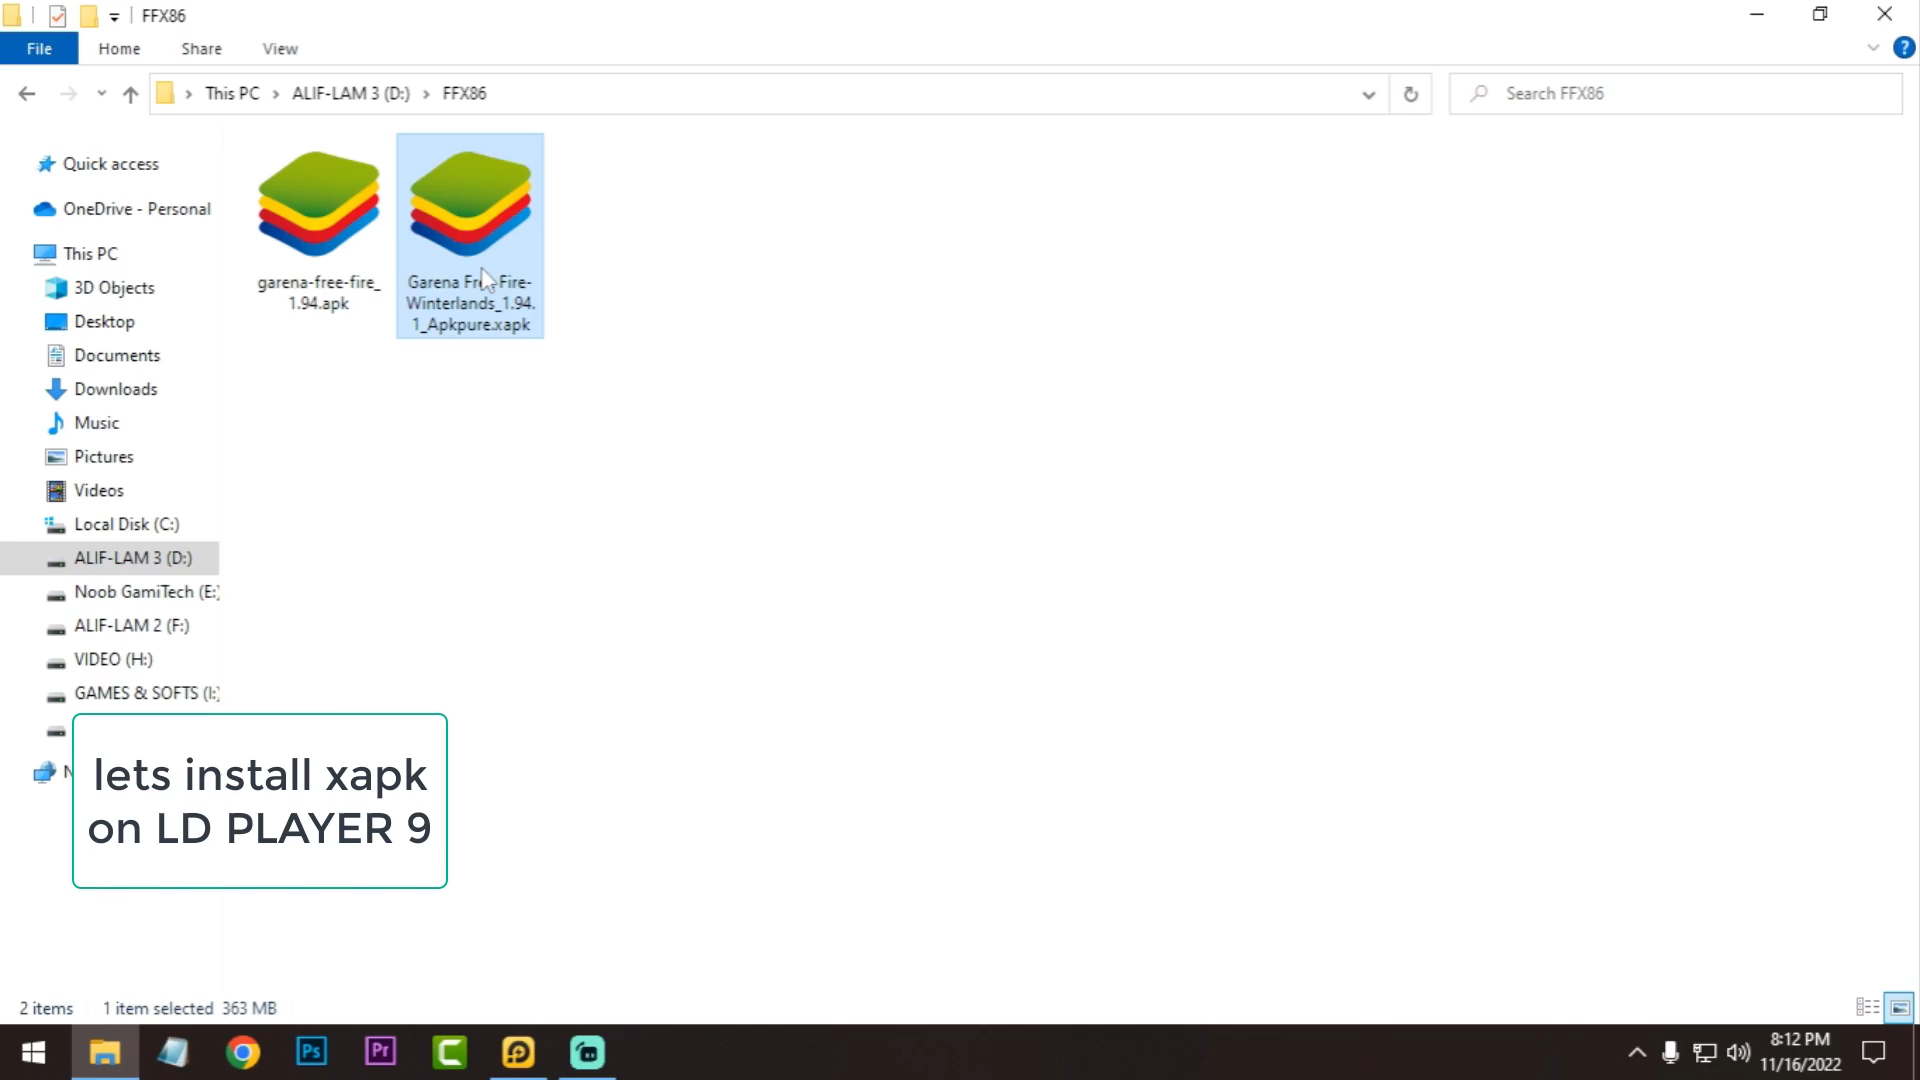 FFX86
File Home Share View
This PC > ALIF-LAM 3 (D:) > FFX86
Search FFX86
Quick access
OneDrive - Personal
This PC
3D Objects
Desktop
Documents
Downloads
Music
Pictures
Videos
Local Disk (C:)
ALIF-LAM 3 (D:)
Noob GamiTech (E:)
ALIF-LAM 2 (F:)
VIDEO (H:)
GAMES & SOFTS (I:)
garena-free-fire_
1.94.apk
Garena Free-Fire-
Winterlands_1.94.
1_Apkpure.xapk
lets install xapk
on LD PLAYER 9
2 items 1 item selected 363 MB
Ps
Pr
8:12 PM
11/16/2022